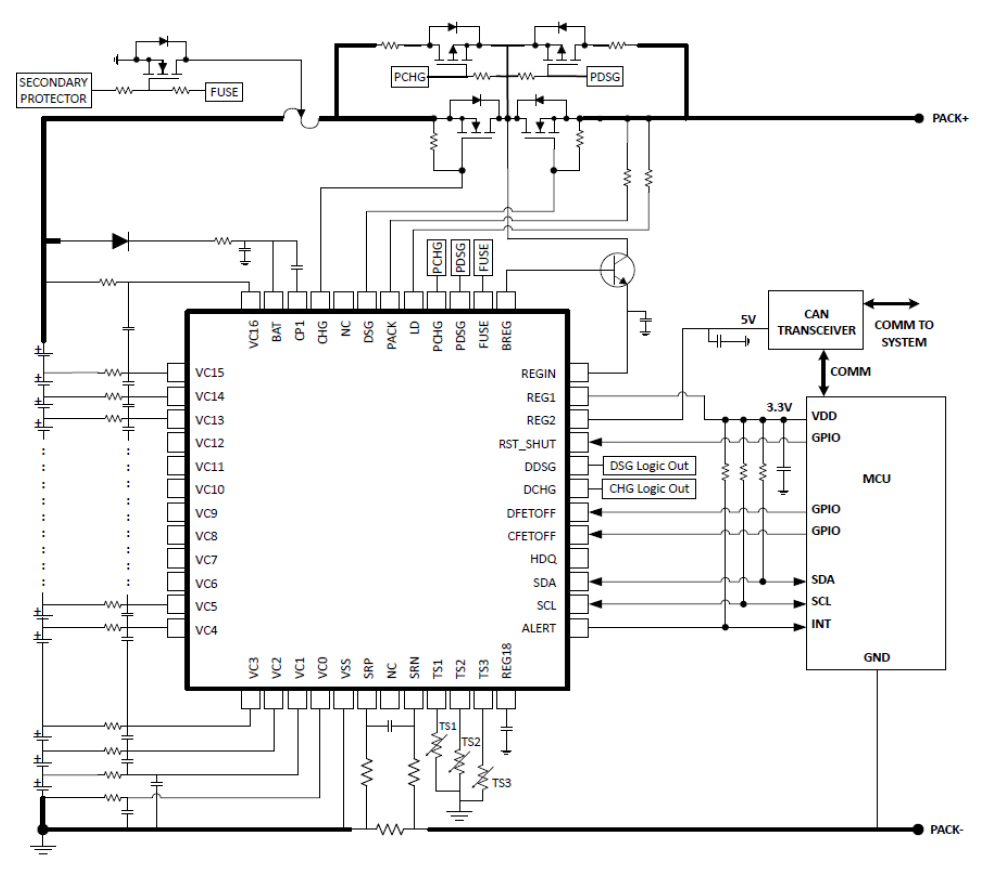 SECONDARY
PROTECTOR
FUSE
PCHG
PDSG
PACK+
PCHG
PDSG
FUSE
VC16
BAT
CP1
CHG
NC
DSG
PACK
LD
PCHG
PDSG
FUSE
BREG
5V
CAN
TRANSCEIVER
COMM TO
SYSTEM
COMM
VC15
VC14
VC13
VC12
VC11
VC10
VC9
VC8
VC7
VC6
VC5
VC4
REGIN
REG1
REG2
RST_SHUT
DDSG
DCHG
DFETOFF
CFETOFF
HDQ
SDA
SCL
ALERT
DSG Logic Out
CHG Logic Out
3.3V
VDD
GPIO
MCU
GPIO
GPIO
SDA
SCL
INT
GND
VC3
VC2
VC1
VC0
VSS
SRP
NC
SRN
TS1
TS2
TS3
REG18
TS1
TS2
TS3
PACK-